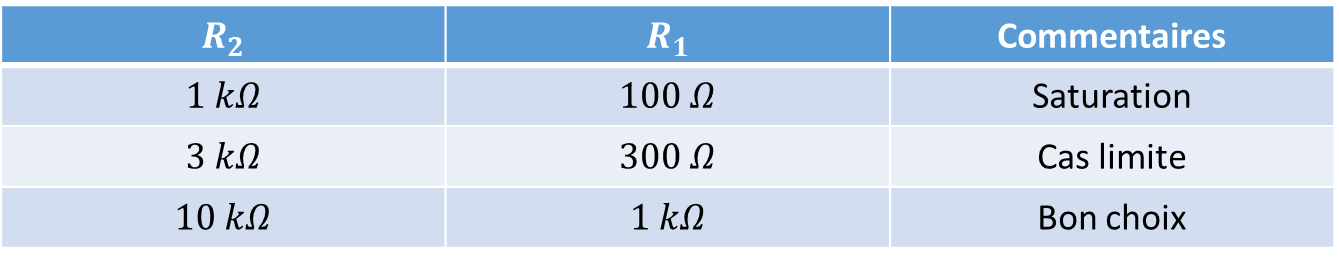 R₂ R₁ Commentaires
1 kΩ 100 Ω Saturation
3 kΩ 300 Ω Cas limite
10 kΩ 1 kΩ Bon choix